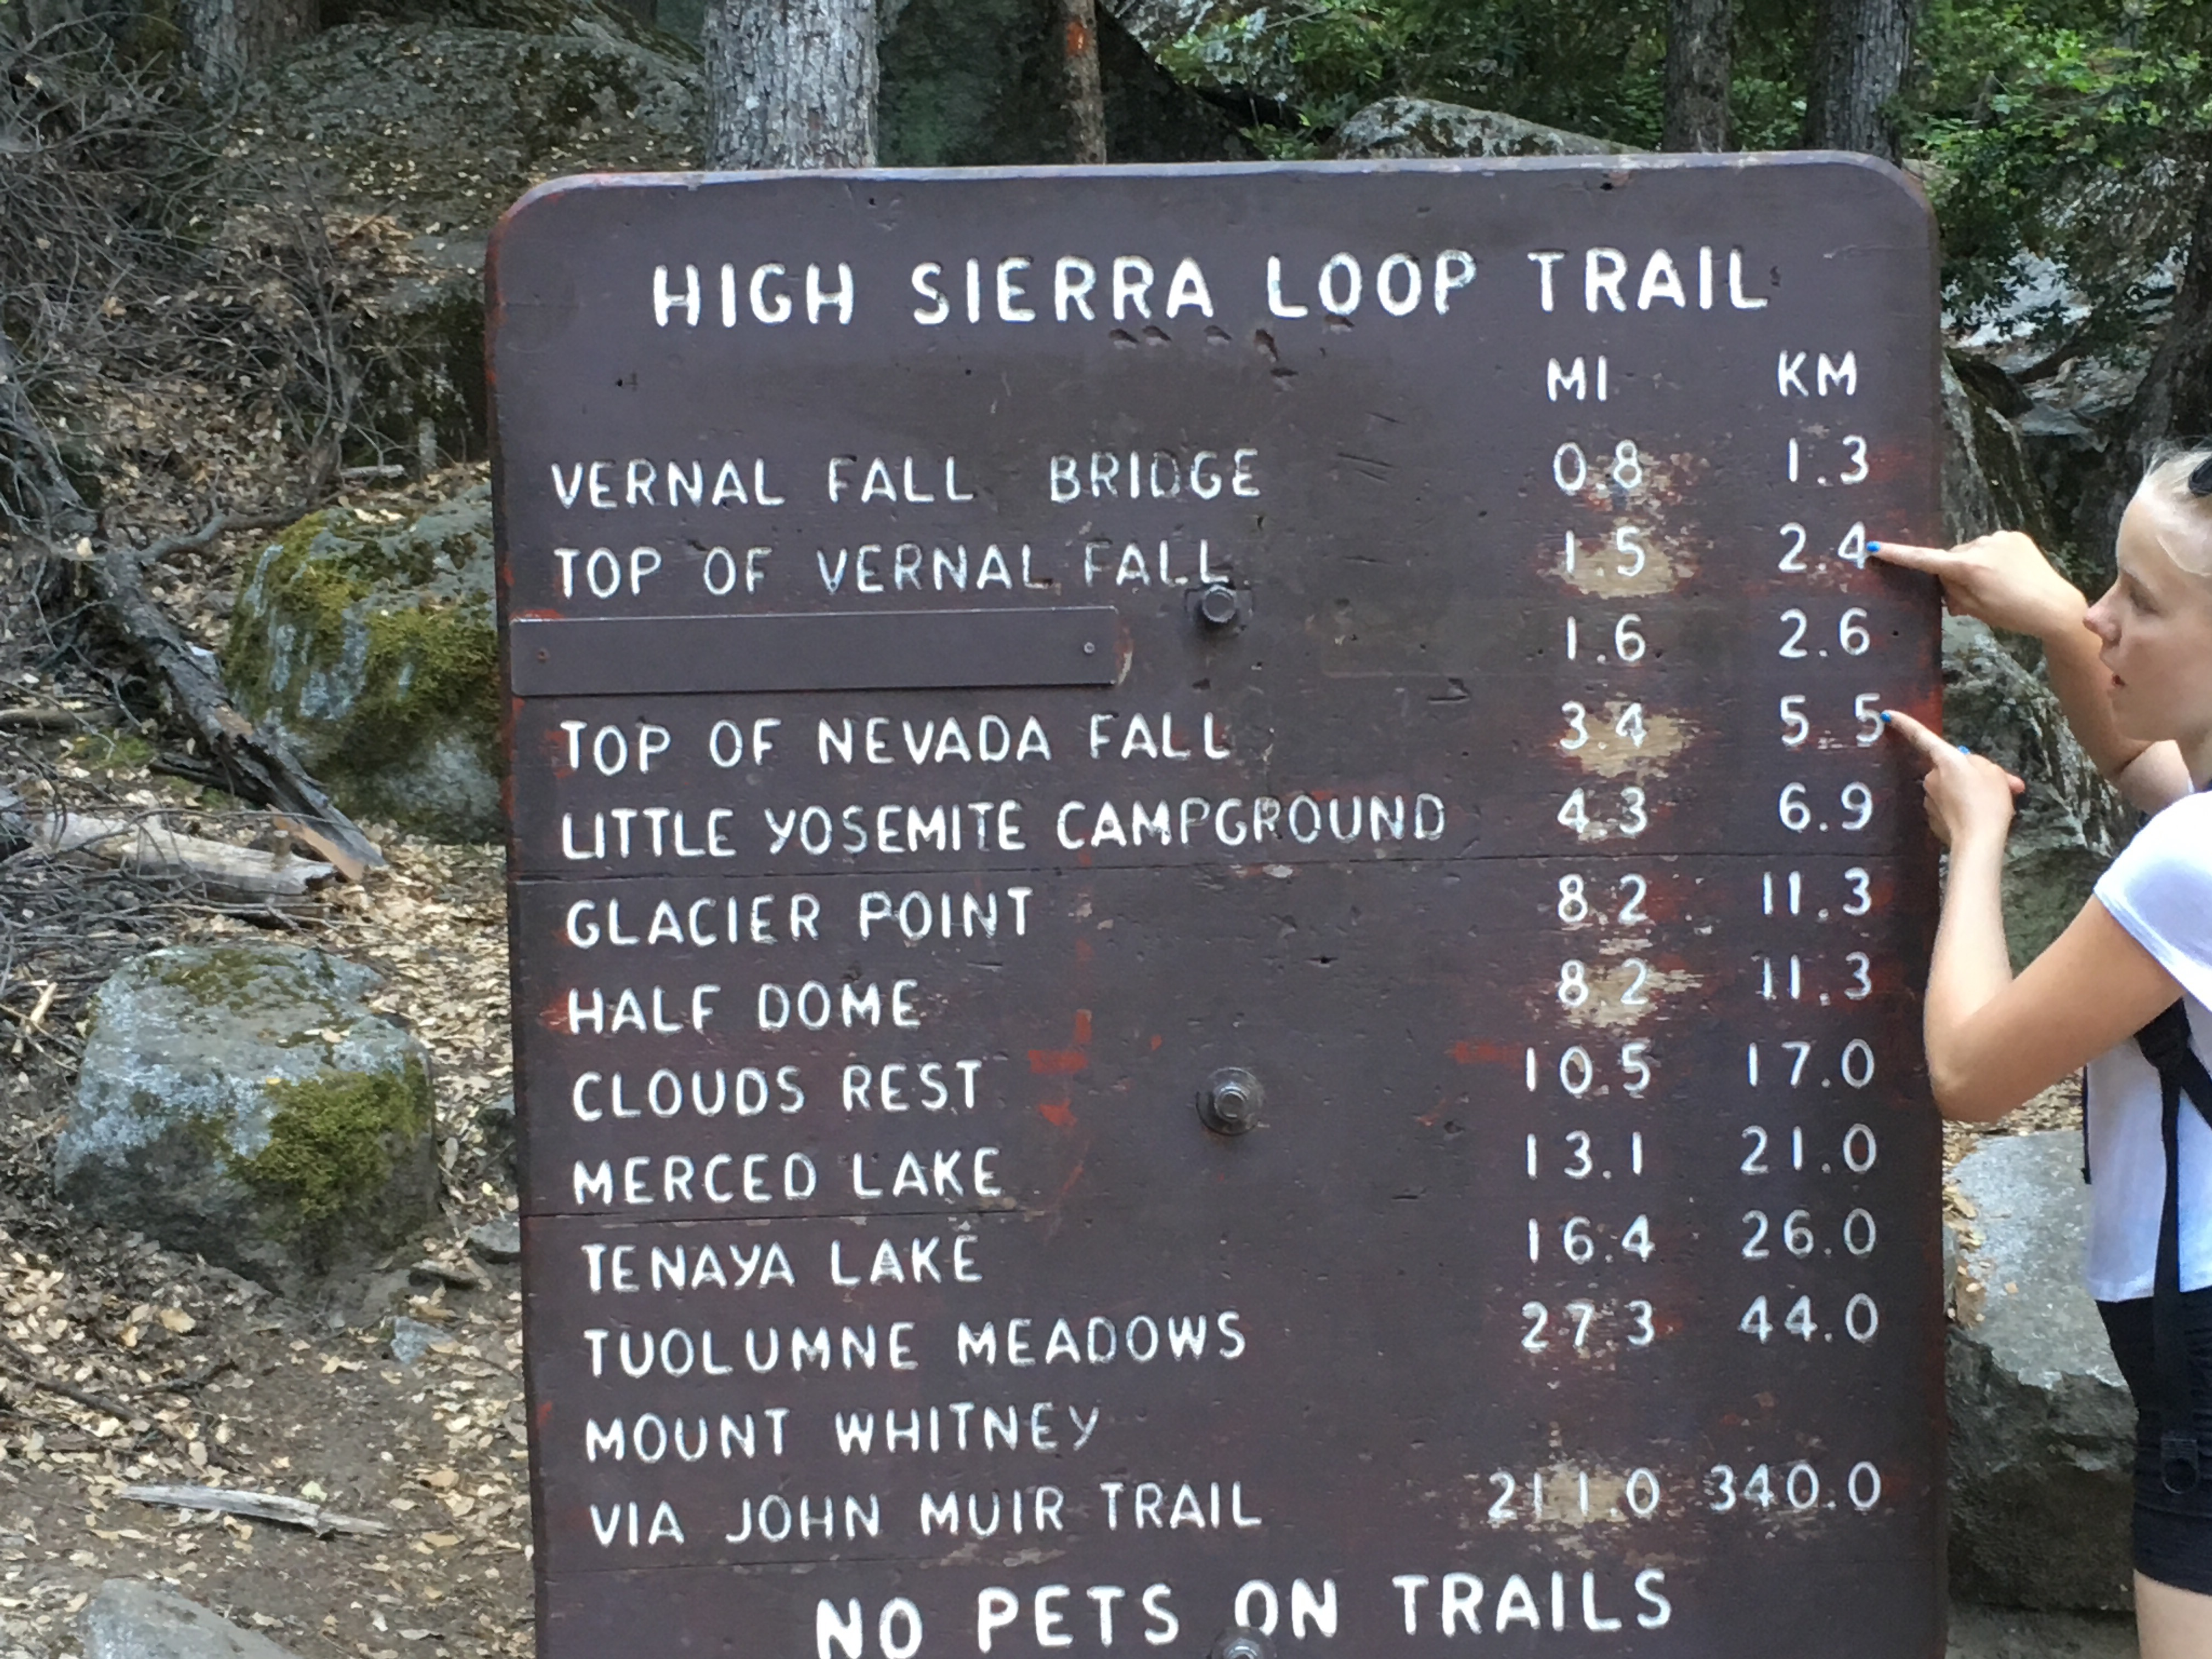 HIGH SIERRA LOOP TRAIL
MI KM
VERNAL FALL BRIDGE 0.8 1.3
TOP OF VERNAL FALL 1.5 2.4
1.6 2.6
TOP OF NEVADA FALL 3.4 5.5
LITTLE YOSEMITE CAMPGROUND 4.3 6.9
GLACIER POINT 8.2 11.3
HALF DOME 8.2 11.3
CLOUDS REST 10.5 17.0
MERCED LAKE 13.1 21.0
TENAYA LAKE 16.4 26.0
TUOLUMNE MEADOWS 27.3 44.0
MOUNT WHITNEY
VIA JOHN MUIR TRAIL 211.0 340.0
NO PETS ON TRAILS